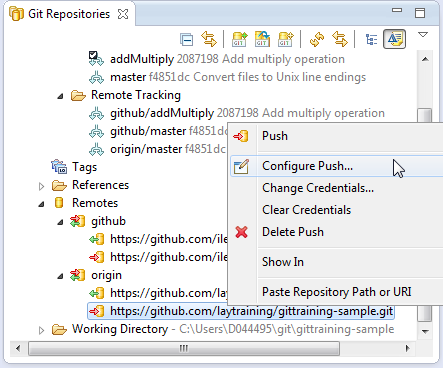 Git Repositories
GIT GIT GIT
addMultiply 2087198 Add multiply operation
master f4851dc Convert files to Unix line endings
Remote Tracking
github/addMultiply 2087198 Add multiply operation
github/master f4851dc
origin/master f4851dc
Tags
References
Remotes
github
https://github.com/ile
https://github.com/ile
origin
https://github.com/lay
https://github.com/laytraining/gittraining-sample.git
Working Directory - C:\Users\D044495\git\gittraining-sample
Push
Configure Push...
Change Credentials...
Clear Credentials
Delete Push
Show In
Paste Repository Path or URI